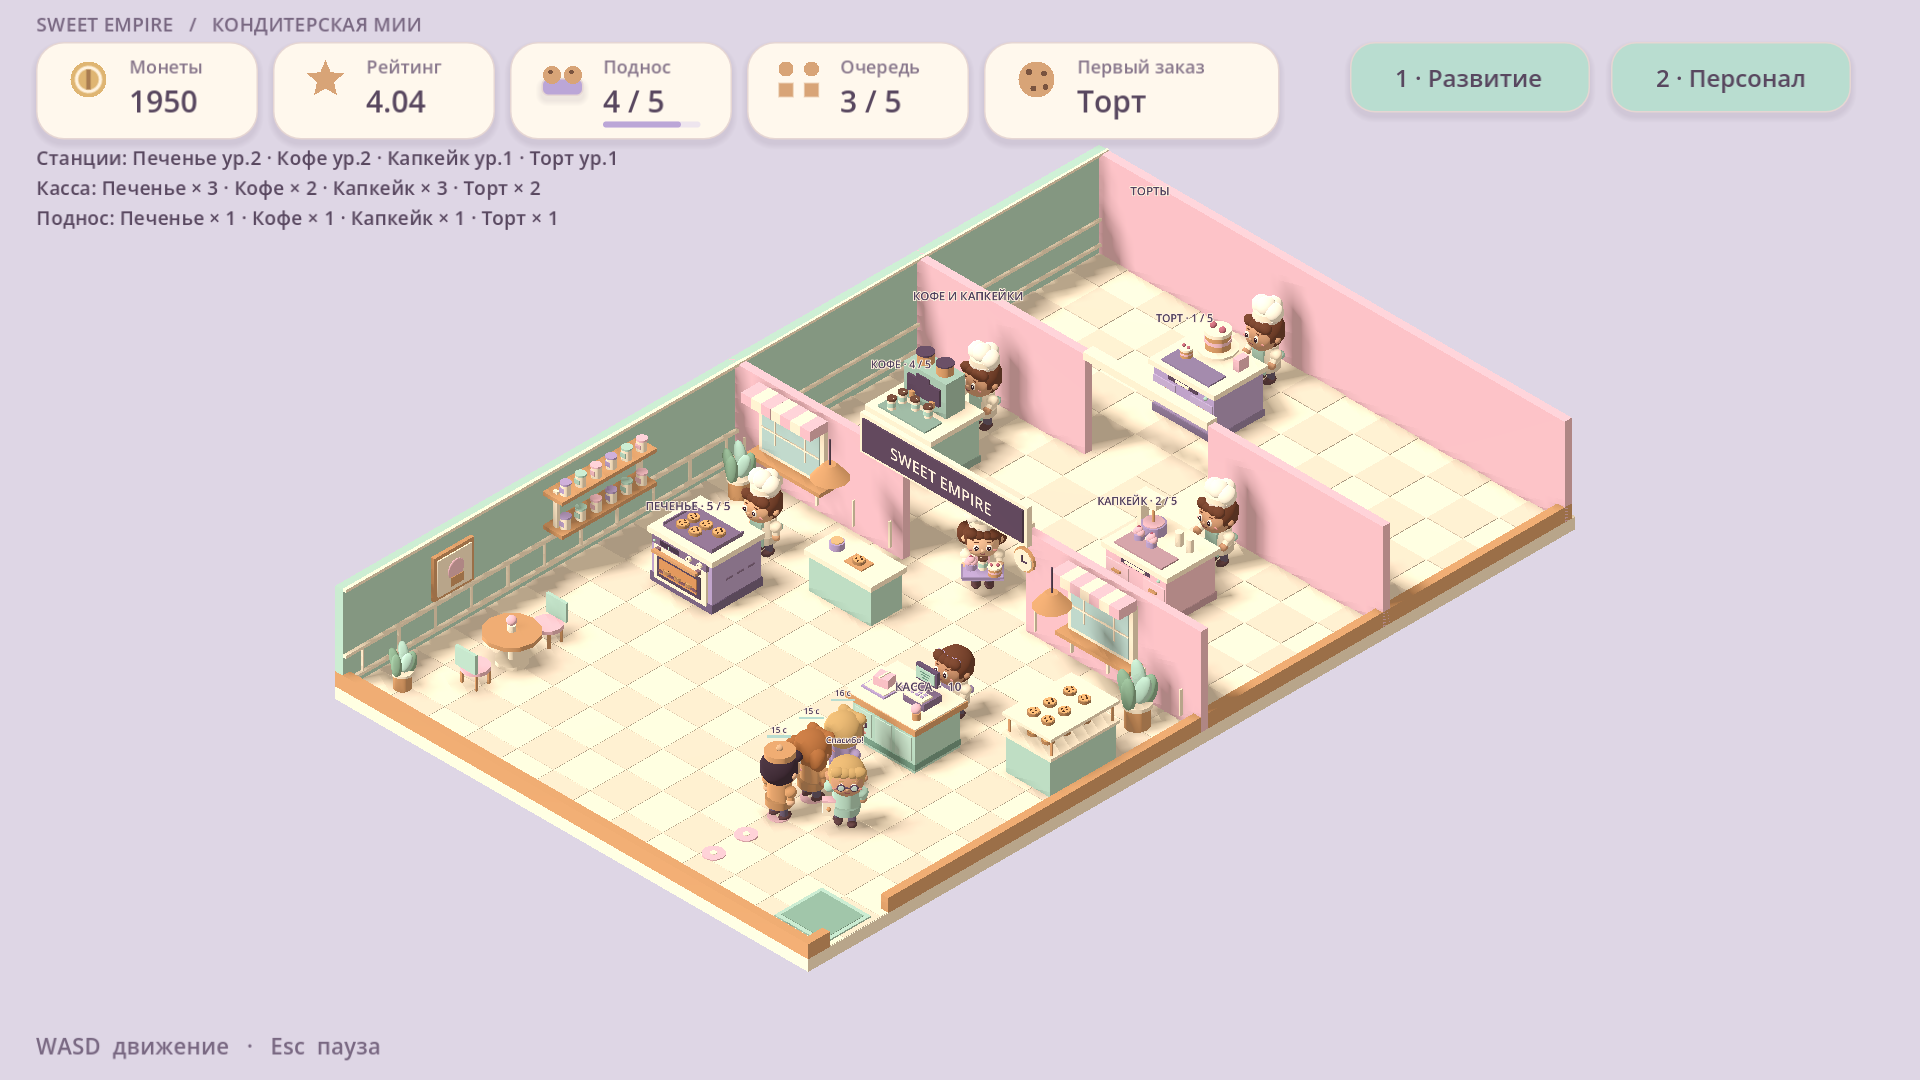 SWEET EMPIRE / КОНДИТЕРСКАЯ МИИ
Монеты
1950
Рейтинг
4.04
Поднос
4 / 5
Очередь
3 / 5
Первый заказ
Торт
1 · Развитие
2 · Персонал
Станции: Печенье ур.2 · Кофе ур.2 · Капкейк ур.1 · Торт ур.1
Касса: Печенье × 3 · Кофе × 2 · Капкейк × 3 · Торт × 2
Поднос: Печенье × 1 · Кофе × 1 · Капкейк × 1 · Торт × 1
ТОРТЫ
КОФЕ И КАПКЕЙКИ
ТОРТ · 1 / 5
КОФЕ · 4 / 5
SWEET EMPIRE
КАПКЕЙК · 2 / 5
ПЕЧЕНЬЕ · 5 / 5
КАССА · 10
16 с
15 с
15 с
Спасибо!
WASD движение · Esc пауза